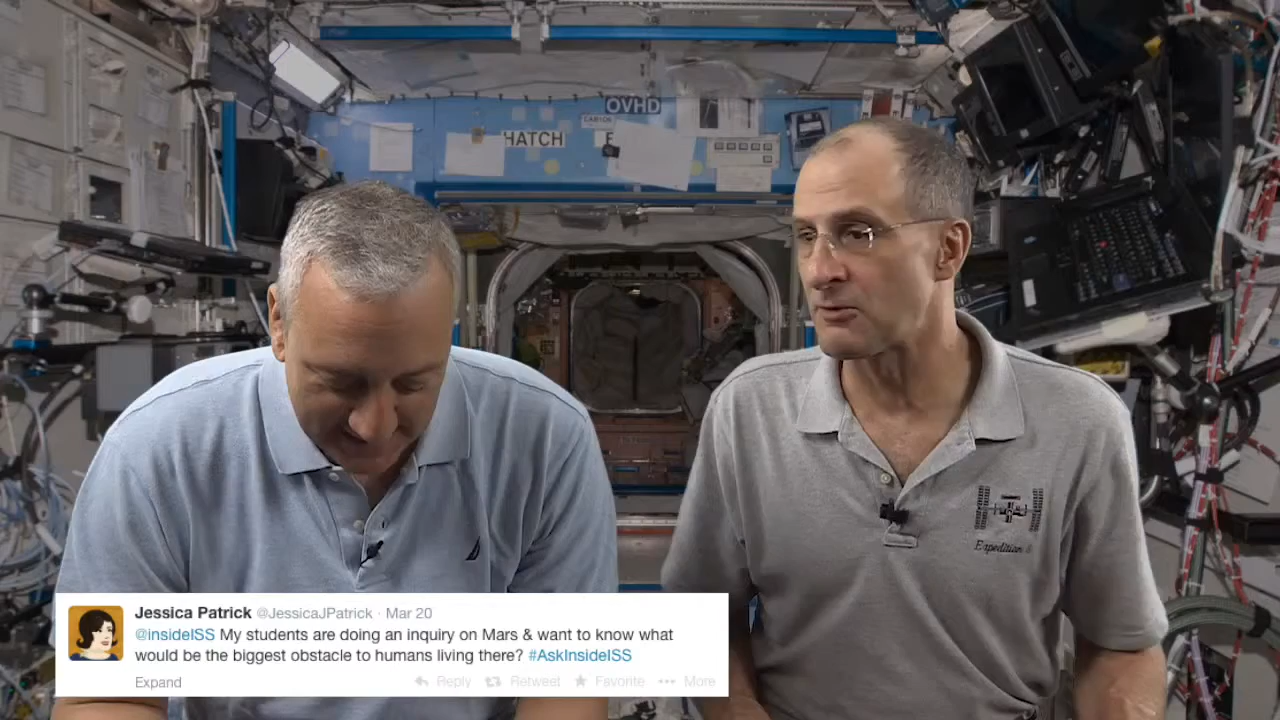 OVHD
HATCH
Expedition
Jessica Patrick @JessicaJPatrick · Mar 20
@insideISS My students are doing an inquiry on Mars & want to know what
would be the biggest obstacle to humans living there? #AskInsideISS
Expand
Reply Retweet Favorite More